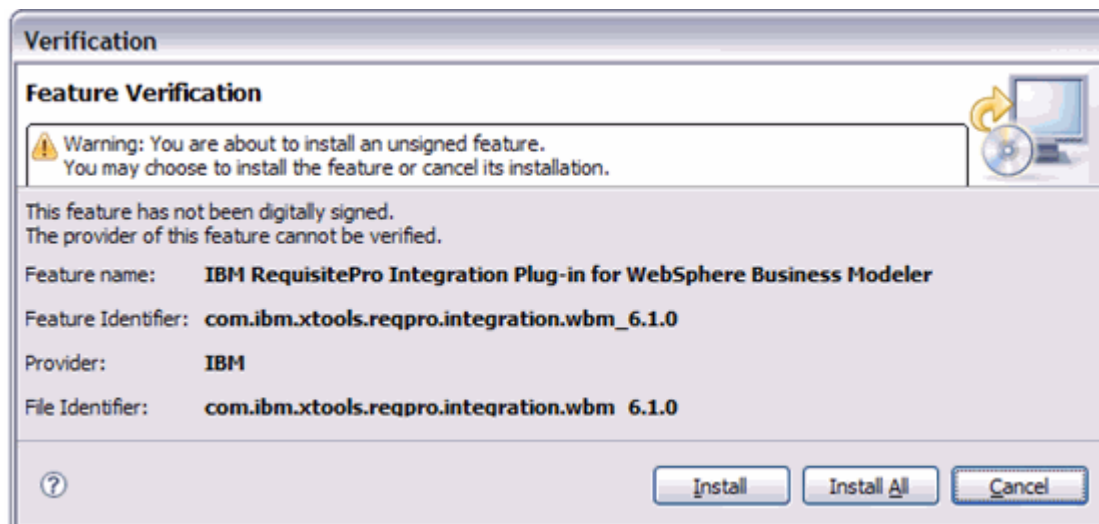 Verification
Feature Verification
Warning: You are about to install an unsigned feature.
You may choose to install the feature or cancel its installation.
This feature has not been digitally signed.
The provider of this feature cannot be verified.
Feature name: IBM RequisitePro Integration Plug-in for WebSphere Business Modeler
Feature Identifier: com.ibm.xtools.reqpro.integration.wbm_6.1.0
Provider: IBM
File Identifier: com.ibm.xtools.reqpro.integration.wbm_6.1.0
? Install Install All Cancel